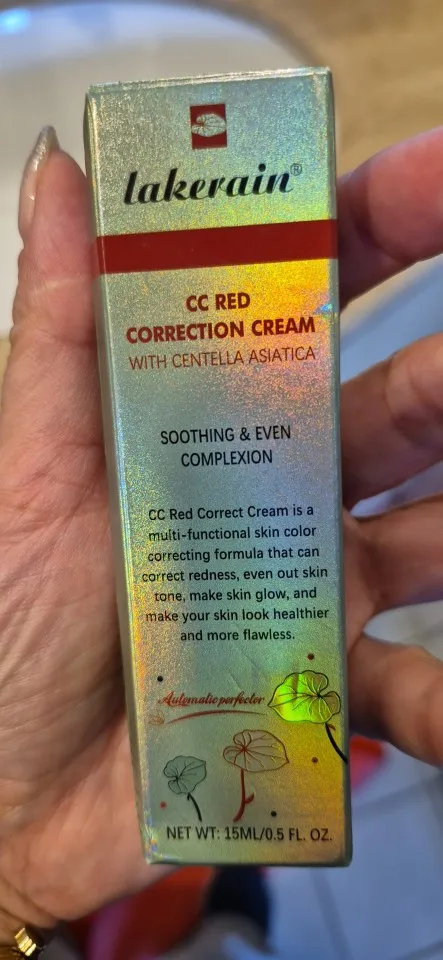 lakerain®
CC RED
CORRECTION CREAM
WITH CENTELLA ASIATICA
SOOTHING & EVEN
COMPLEXION
CC Red Correct Cream is a
multi-functional skin color
correcting formula that can
correct redness, even out skin
tone, make skin glow, and
make your skin look healthier
and more flawless.
Automatic perfector
NET WT: 15ML/0.5 FL. OZ.